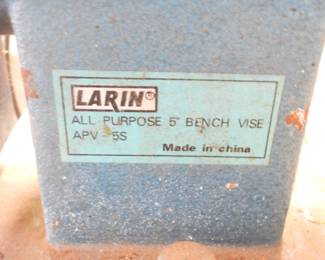 LARIN®
ALL PURPOSE 5" BENCH VISE
APV - 5S
Made in china